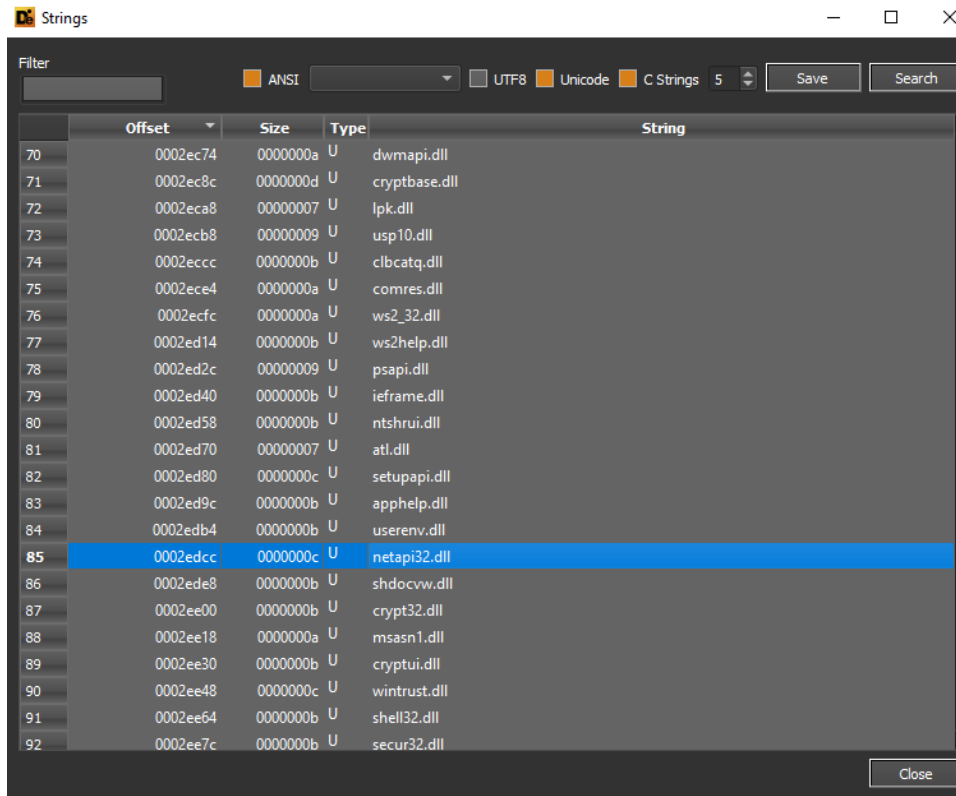 De Strings
Filter
ANSI UTF8 Unicode C Strings 5 Save Search
Offset Size Type String
70 0002ec74 0000000a U dwmapi.dll
71 0002ec8c 0000000d U cryptbase.dll
72 0002eca8 00000007 U lpk.dll
73 0002ecb8 00000009 U usp10.dll
74 0002eccc 0000000b U clbcatq.dll
75 0002ece4 0000000a U comres.dll
76 0002ecfc 0000000a U ws2_32.dll
77 0002ed14 0000000b U ws2help.dll
78 0002ed2c 00000009 U psapi.dll
79 0002ed40 0000000b U ieframe.dll
80 0002ed58 0000000b U ntshrui.dll
81 0002ed70 00000007 U atl.dll
82 0002ed80 0000000c U setupapi.dll
83 0002ed9c 0000000b U apphelp.dll
84 0002edb4 0000000b U userenv.dll
85 0002edcc 0000000c U netapi32.dll
86 0002ede8 0000000b U shdocvw.dll
87 0002ee00 0000000b U crypt32.dll
88 0002ee18 0000000a U msasn1.dll
89 0002ee30 0000000b U cryptui.dll
90 0002ee48 0000000c U wintrust.dll
91 0002ee64 0000000b U shell32.dll
92 0002ee7c 0000000b U secur32.dll
Close